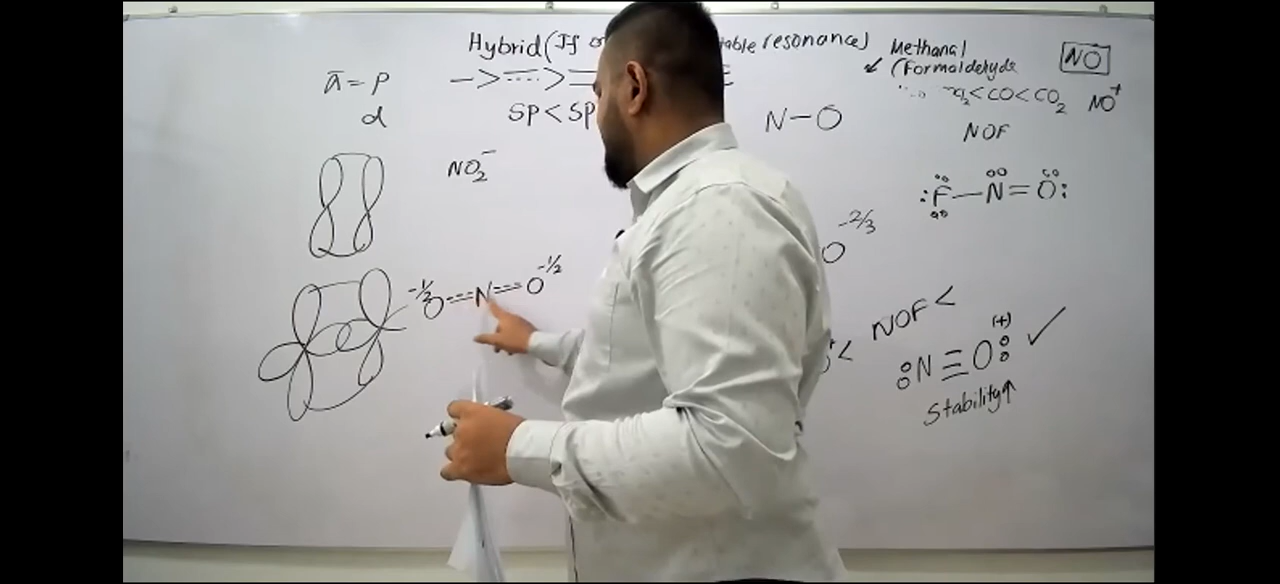 Hybrid (If
table resonance)
Methanal
(Formaldehyde
NO
ā = p
d
SP < SP
N–O
< CO < CO₂
NO⁺
NOF
NO₂⁻
:F–N=O:
O -2/3
-1/2 O=N=O -1/2
NOF <
<
N≡O (+) ✓
Stability↑